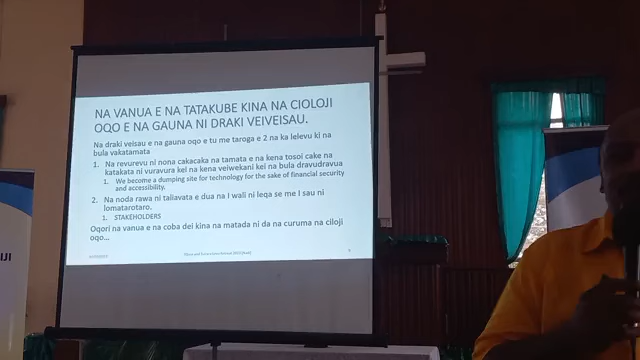 NA VANUA E NA TATAKUBE KINA NA CIOLOJI
OQO E NA GAUNA NI DRAKI VEIVEISAU.
Na draki veisau e na gauna oqo e tu me taroga e 2 na ka lelevu ki na
bula vakatamata
1. Na revurevu ni nona cakacaka na tamata e na kena tosoi cake na
katakata ni vuravura kei na kena veiwekani kei na bula dravudravua
1. We become a dumping site for technology for the sake of financial security
and accessibility.
2. Na noda rawa ni tailavata e dua na I wali ni leqa se me I sau ni
lomatarotaro.
1. STAKEHOLDERS
Oqori na vanua e na coba dei kina na matada ni da na curuma na ciloji
oqo...
IJI